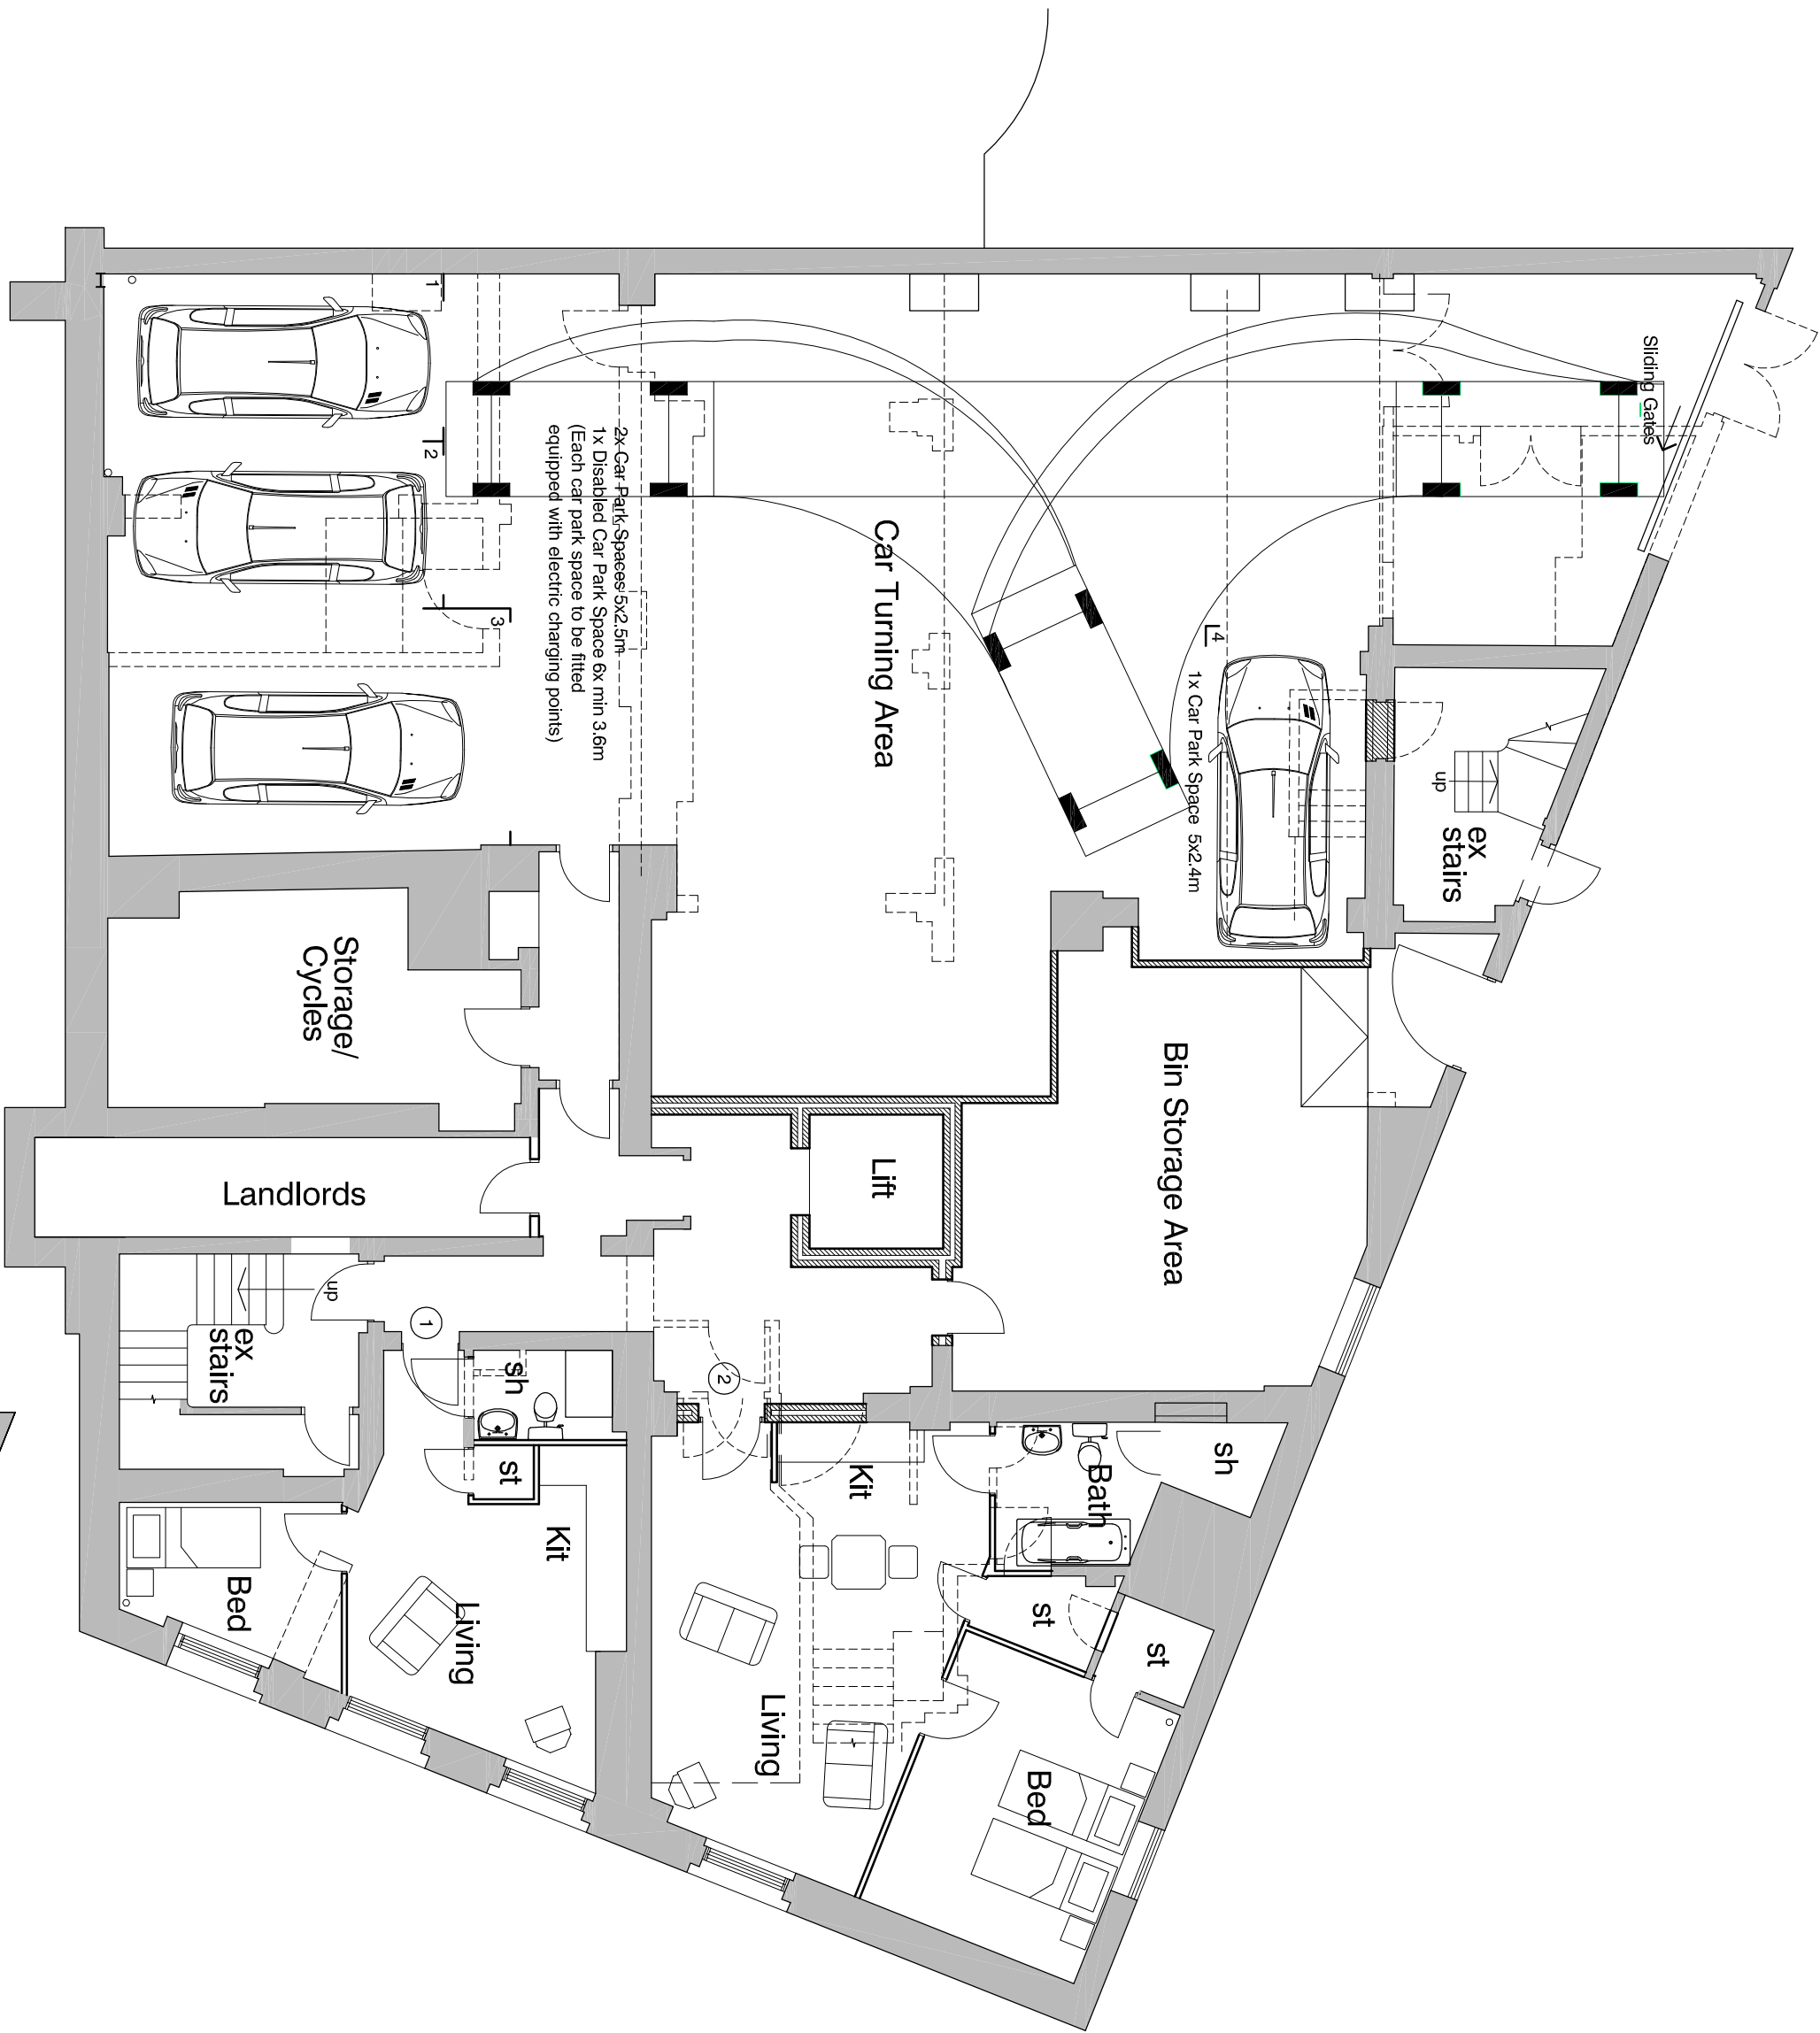 Sliding Gates
1
2
3
4
2x Car Park Spaces 5x2.5m
1x Disabled Car Park Space 6x min 3.6m
(Each car park space to be fitted
equipped with electric charging points)
Car Turning Area
1x Car Park Space 5x2.4m
up
ex
stairs
Storage/
Cycles
Bin Storage Area
Landlords
Lift
up
ex
stairs
1
2
sh
st
Kit
Living
Bed
Kit
Bath
sh
st
st
Living
Bed